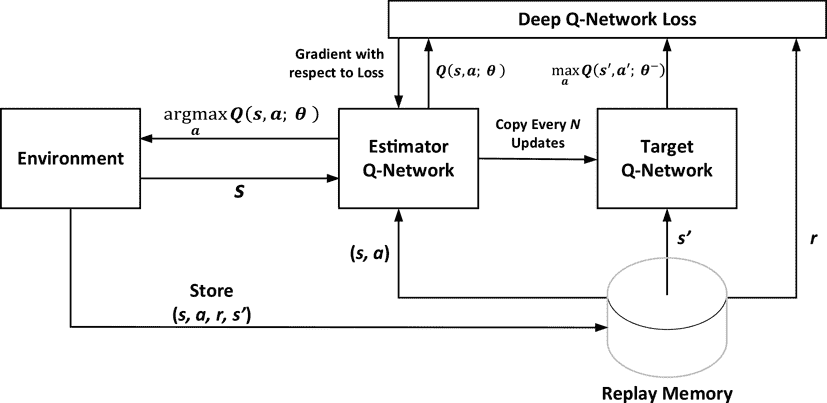 Deep Q-Network Loss
Gradient with
respect to Loss
Q(s, a; θ)
max Q(s′, a′; θ⁻)
a
argmax Q(s, a; θ)
a
Environment
Estimator
Q-Network
Copy Every N
Updates
Target
Q-Network
S
(s, a)
s′
r
Store
(s, a, r, s′)
Replay Memory